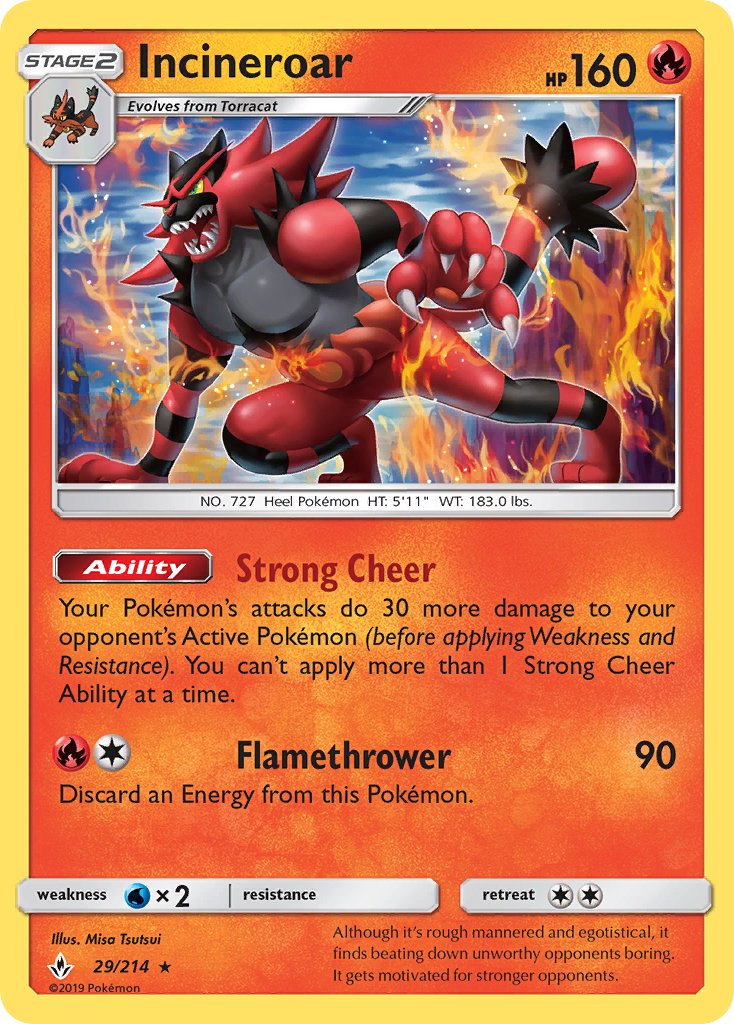 STAGE2
Incineroar
HP 160
Evolves from Torracat
NO. 727 Heel Pokémon HT: 5'11" WT: 183.0 lbs.
Ability Strong Cheer
Your Pokémon's attacks do 30 more damage to your
opponent's Active Pokémon (before applying Weakness and
Resistance). You can't apply more than 1 Strong Cheer
Ability at a time.
Flamethrower 90
Discard an Energy from this Pokémon.
weakness ×2 resistance retreat
Illus. Misa Tsutsui
29/214 ★
©2019 Pokémon
Although it's rough mannered and egotistical, it
finds beating down unworthy opponents boring.
It gets motivated for stronger opponents.